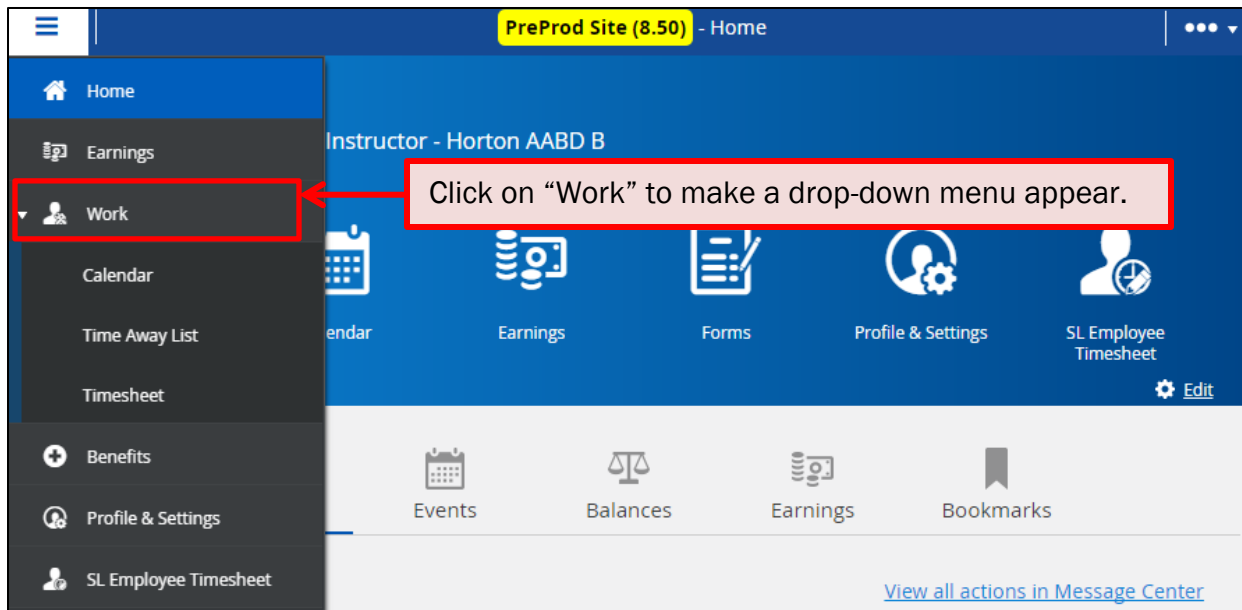 PreProd Site (8.50) - Home
Home
Earnings
Work
Calendar
Time Away List
Timesheet
Benefits
Profile & Settings
SL Employee Timesheet
Instructor - Horton AABD B
Click on “Work” to make a drop-down menu appear.
endar
Earnings
Forms
Profile & Settings
SL Employee
Timesheet
Edit
Events
Balances
Earnings
Bookmarks
View all actions in Message Center